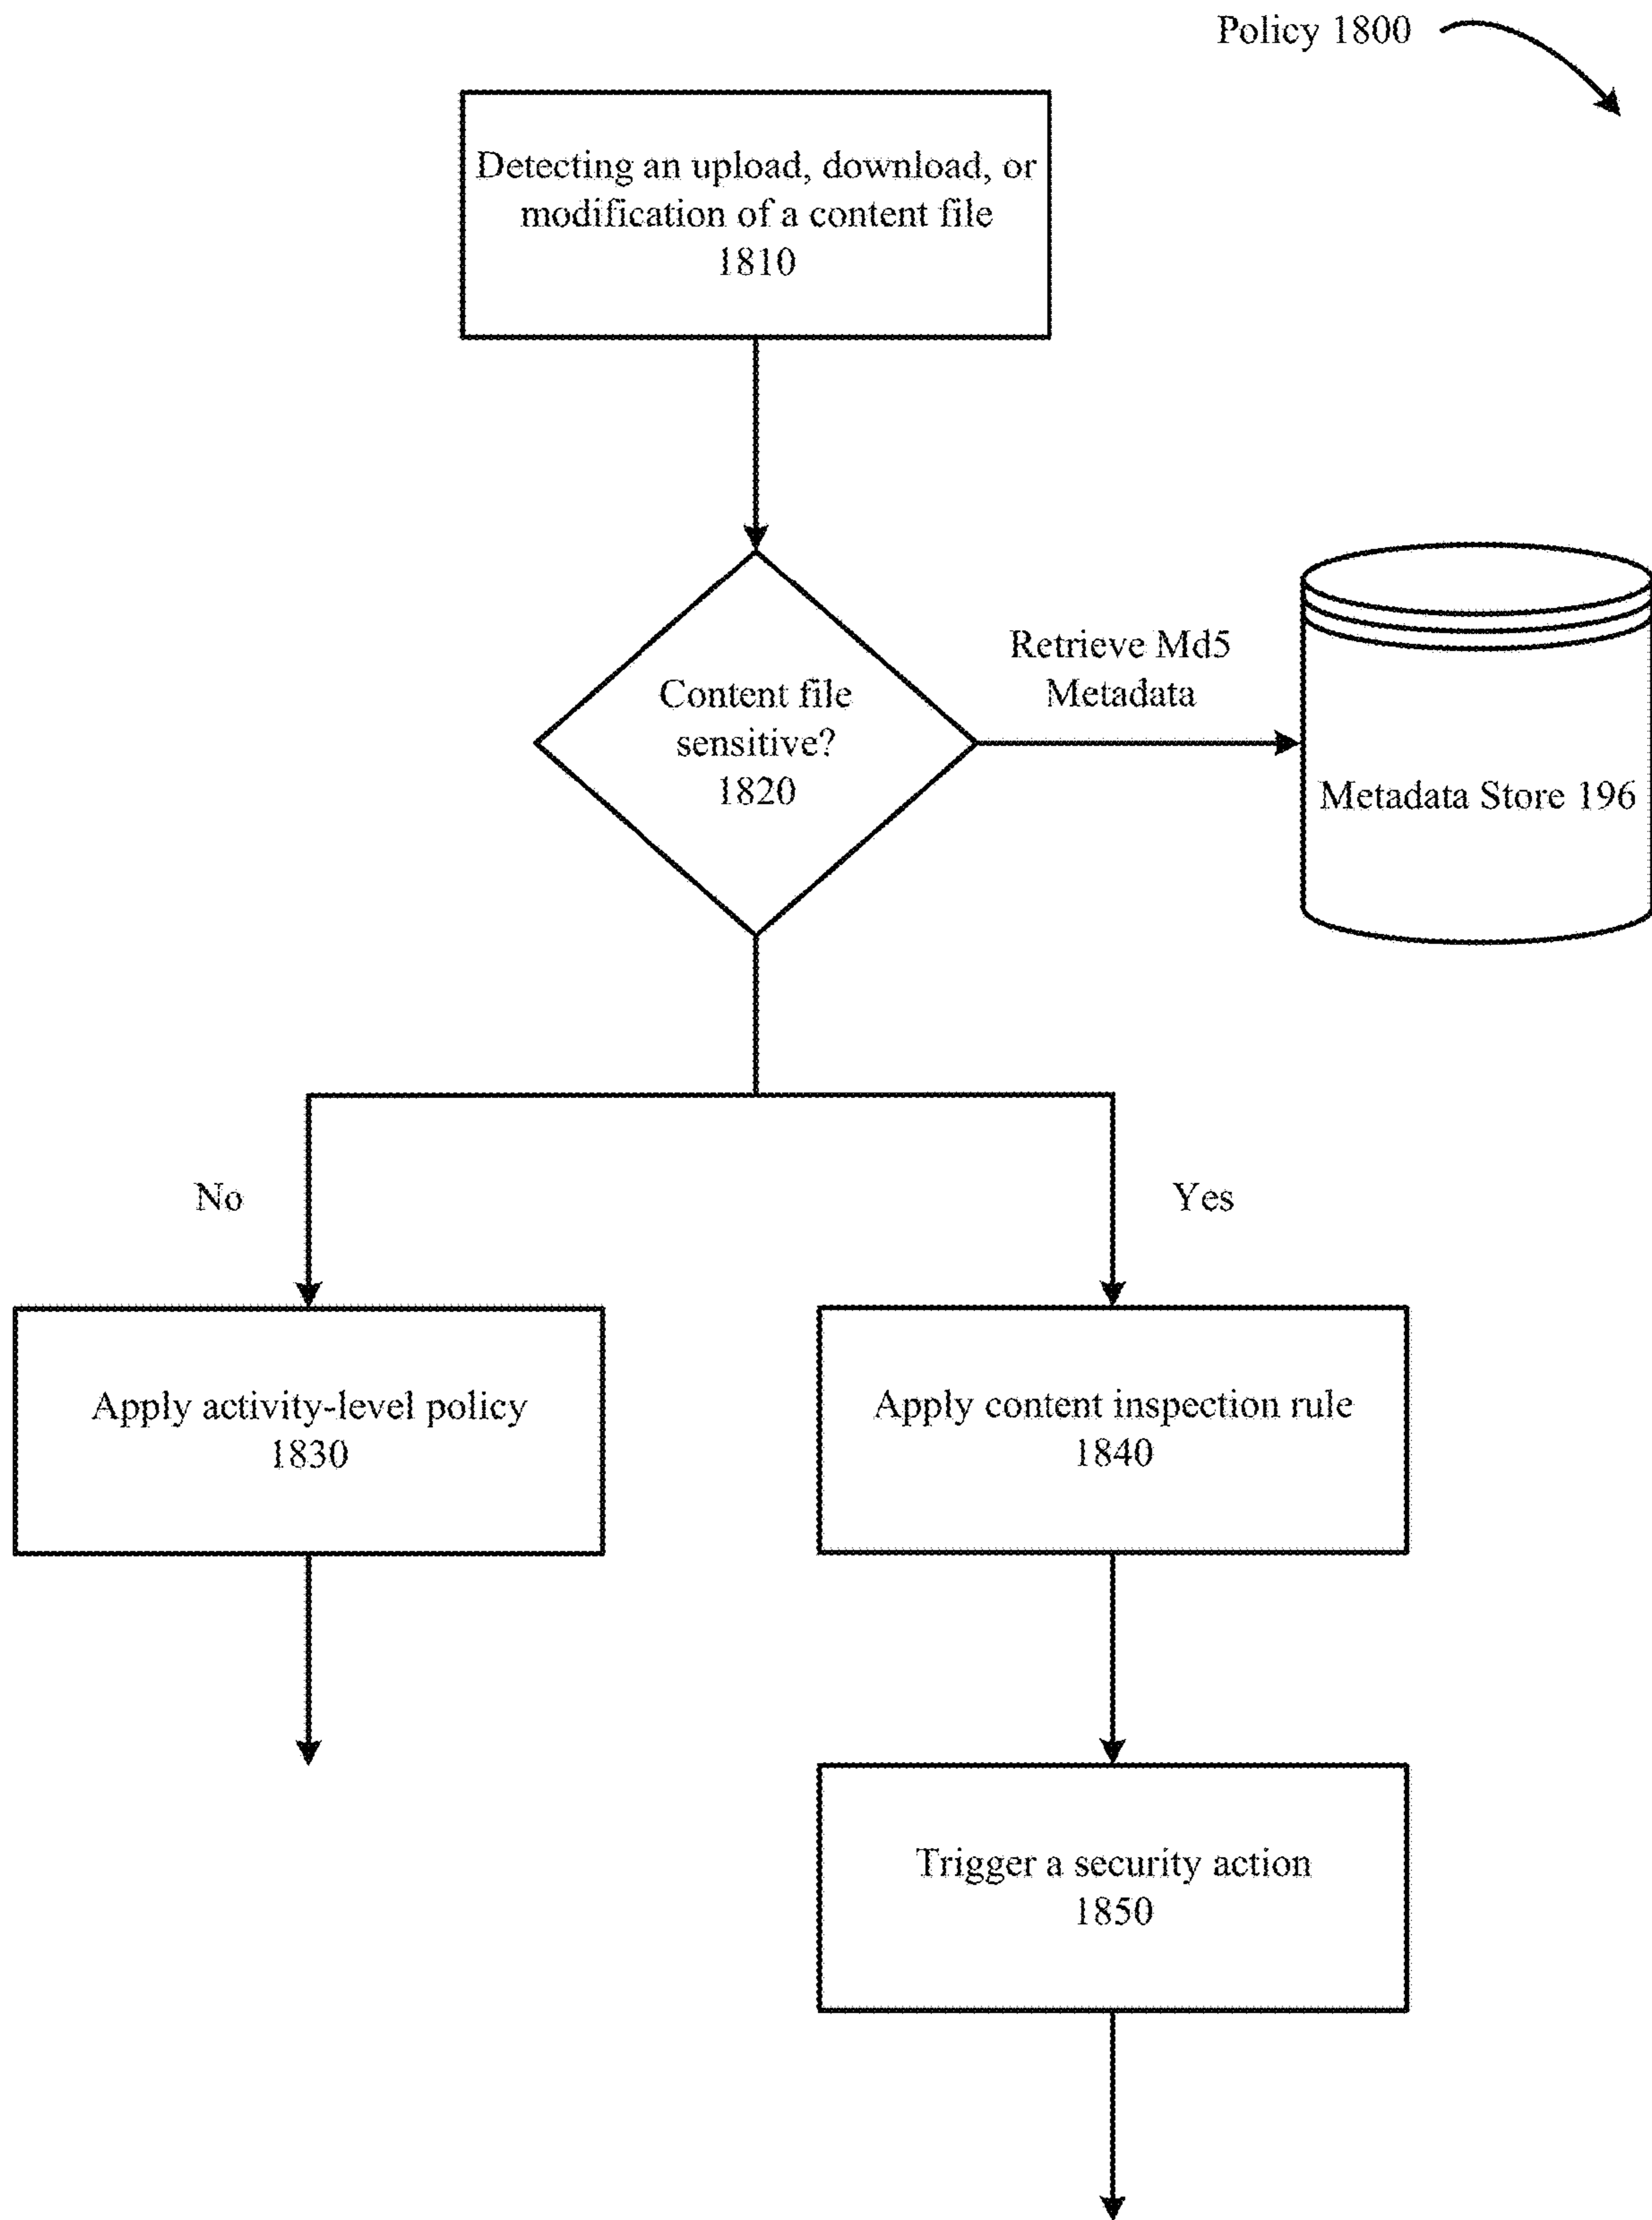 Policy 1800
Detecting an upload, download, or
modification of a content file
1810
Retrieve Md5
Metadata
Content file
sensitive?
1820
Metadata Store 196
No
Yes
Apply activity-level policy
1830
Apply content inspection rule
1840
Trigger a security action
1850